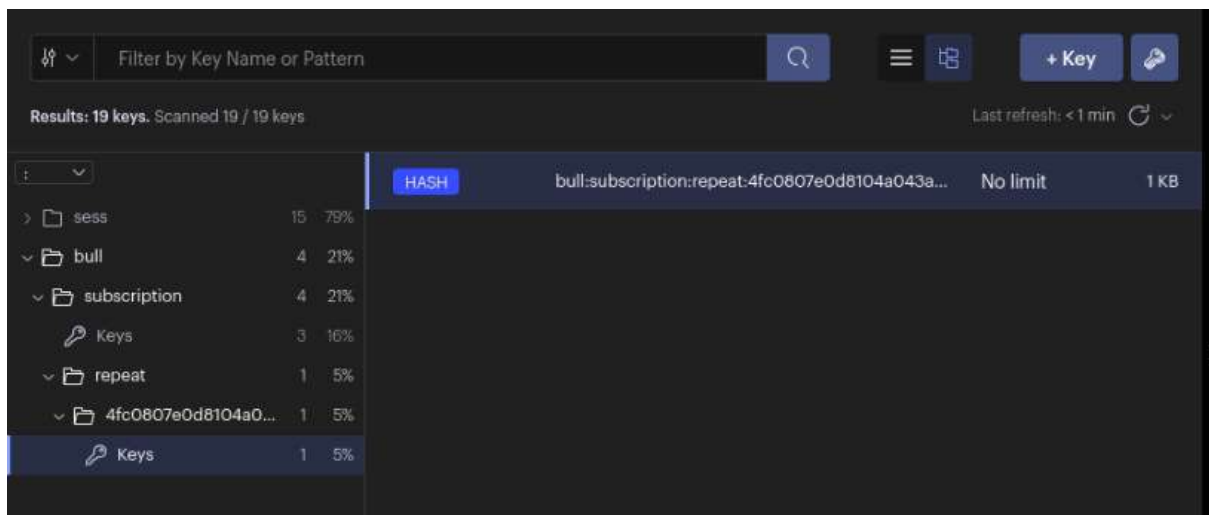 Filter by Key Name or Pattern
+ Key
Results: 19 keys. Scanned 19 / 19 keys
Last refresh: < 1 min
:
HASH bull:subscription:repeat:4fc0807e0d8104a043a... No limit 1 KB
sess 15 79%
bull 4 21%
subscription 4 21%
Keys 3 16%
repeat 1 5%
4fc0807e0d8104a0... 1 5%
Keys 1 5%